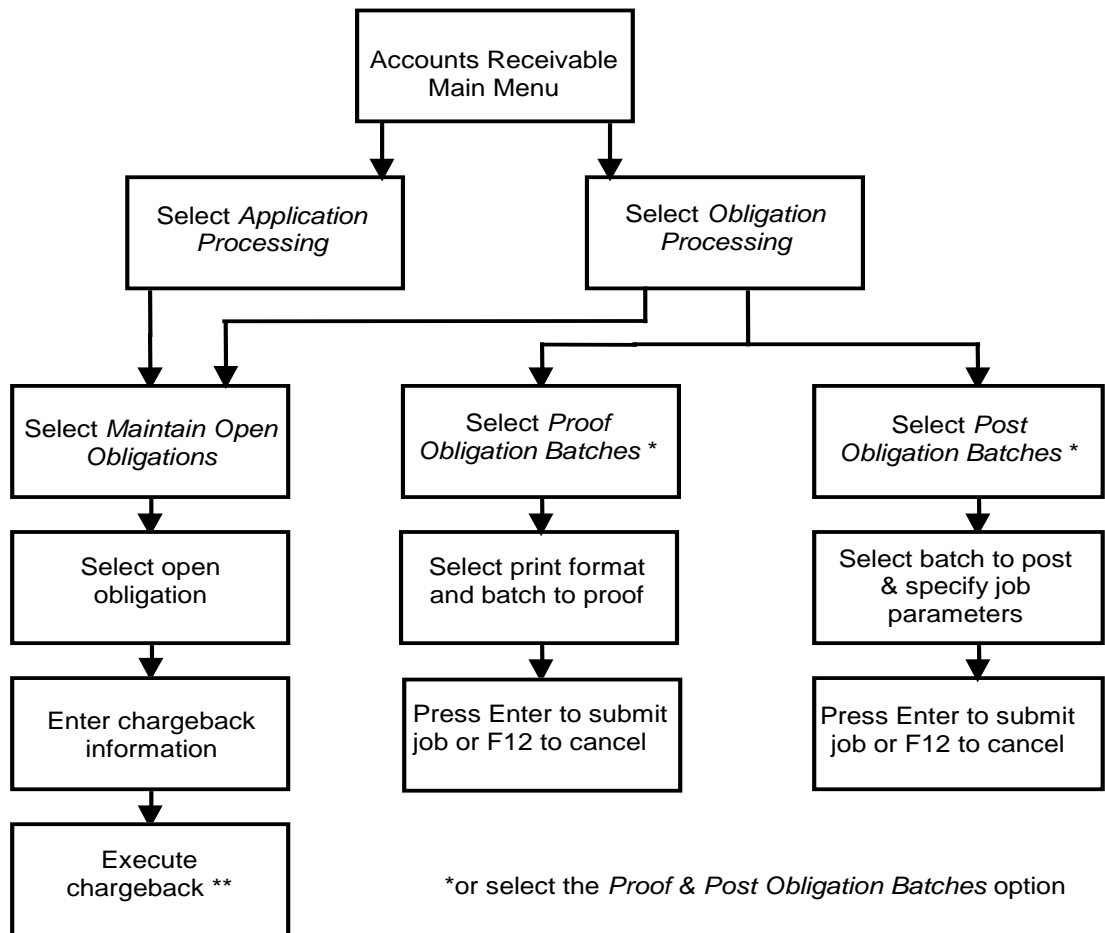 Accounts Receivable
Main Menu
Select Application
Processing
Select Obligation
Processing
Select Maintain Open
Obligations
Select Proof
Obligation Batches *
Select Post
Obligation Batches *
Select open
obligation
Select print format
and batch to proof
Select batch to post
& specify job
parameters
Enter chargeback
information
Press Enter to submit
job or F12 to cancel
Press Enter to submit
job or F12 to cancel
Execute
chargeback **
*or select the Proof & Post Obligation Batches option